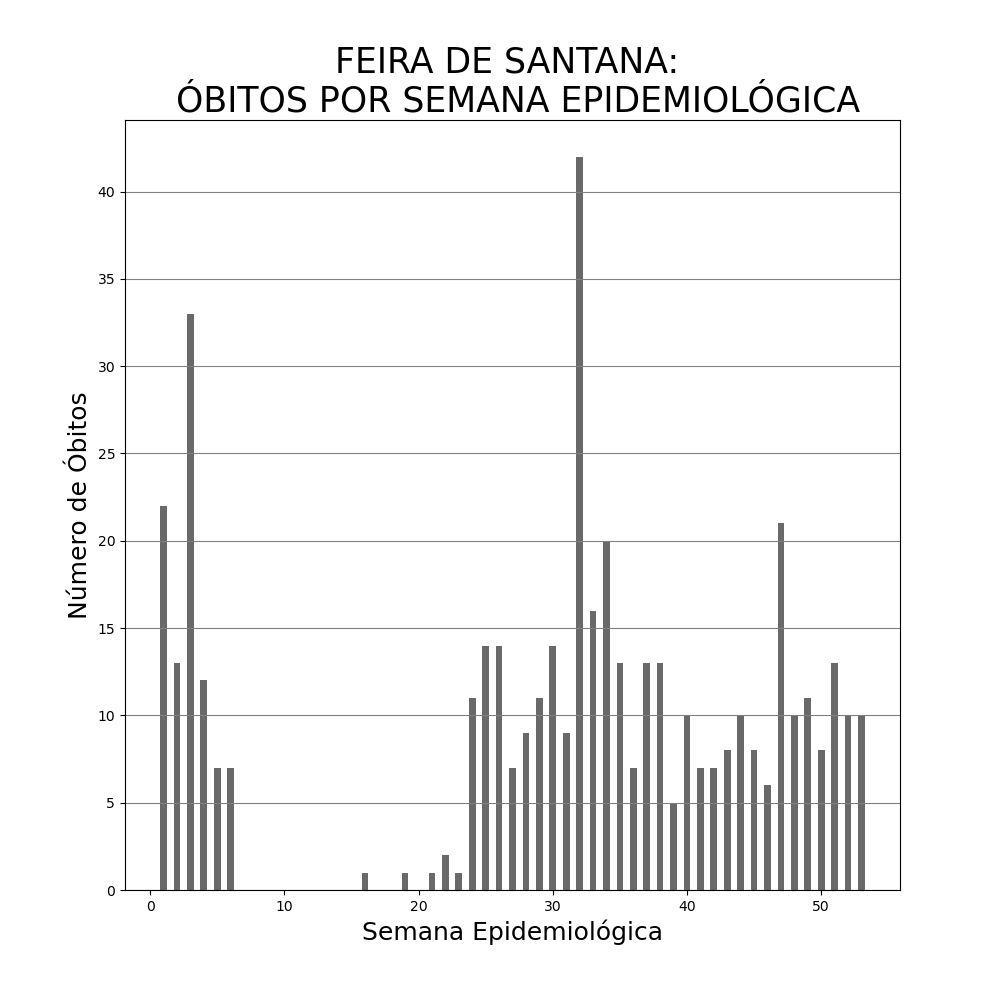 FEIRA DE SANTANA:
ÓBITOS POR SEMANA EPIDEMIOLÓGICA
40
35
30
25
20
15
10
5
0
Número de Óbitos
0 10 20 30 40 50
Semana Epidemiológica